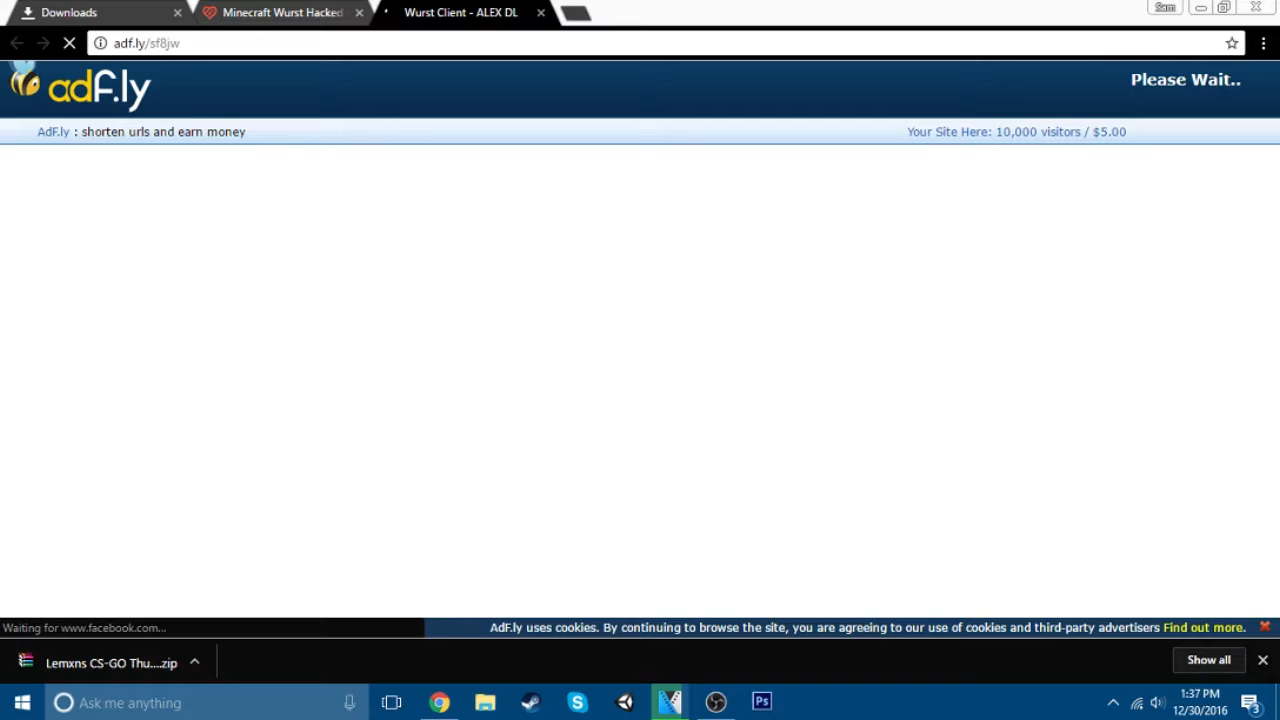 Downloads
Minecraft Wurst Hacked
Wurst Client - ALEX DL
Sam
adf.ly/sf8jw
adf.ly
Please Wait..
AdF.ly : shorten urls and earn money
Your Site Here: 10,000 visitors / $5.00
Waiting for www.facebook.com...
AdF.ly uses cookies. By continuing to browse the site, you are agreeing to our use of cookies and third-party advertisers Find out more.
Lemxns CS-GO Thu....zip
Show all
Ask me anything
Ps
1:37 PM
12/30/2016
3